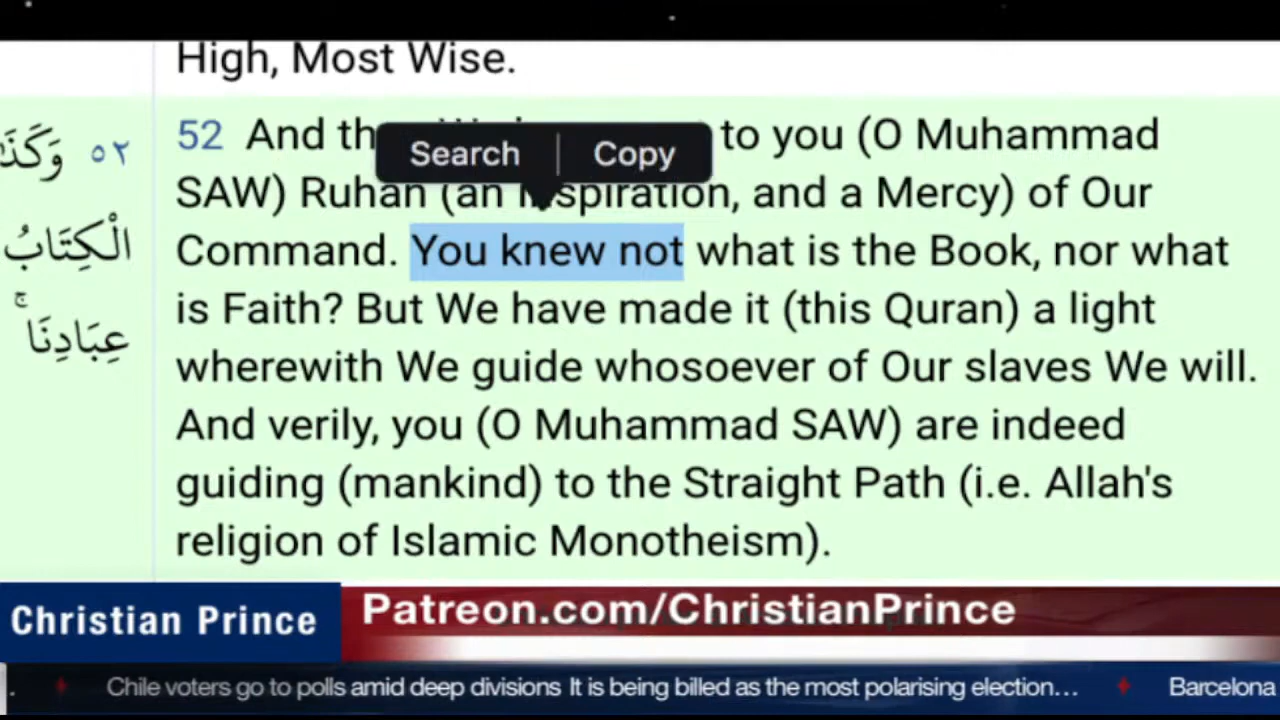 High, Most Wise.
٥٢
الْكِتَابُ
عِبَادِنَا ۚ
52 And to you (O Muhammad
Search Copy
SAW) Ruhan (an Inspiration, and a Mercy) of Our
Command. You knew not what is the Book, nor what
is Faith? But We have made it (this Quran) a light
wherewith We guide whosoever of Our slaves We will.
And verily, you (O Muhammad SAW) are indeed
guiding (mankind) to the Straight Path (i.e. Allah's
religion of Islamic Monotheism).
Christian Prince
Patreon.com/ChristianPrince
Chile voters go to polls amid deep divisions It is being billed as the most polarising election... Barcelona